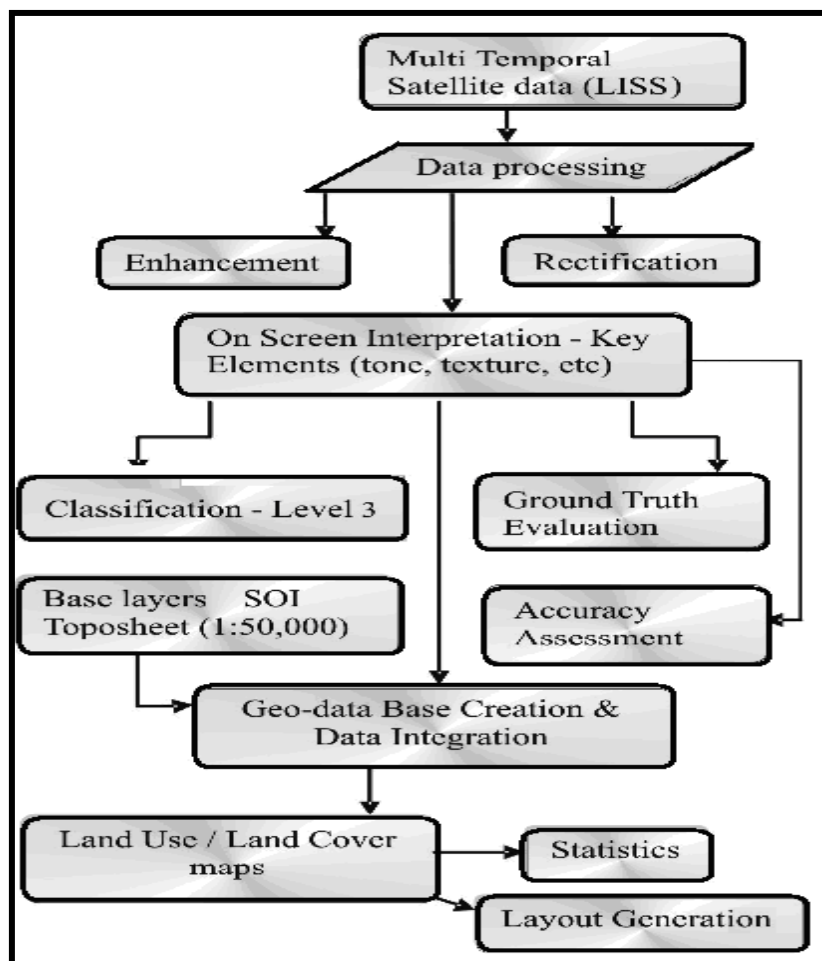 Multi Temporal
Satellite data (LISS)
Data processing
Enhancement
Rectification
On Screen Interpretation - Key
Elements (tone, texture, etc)
Classification - Level 3
Ground Truth
Evaluation
Base layers SOI
Toposheet (1:50,000)
Accuracy
Assessment
Geo-data Base Creation &
Data Integration
Land Use / Land Cover
maps
Statistics
Layout Generation